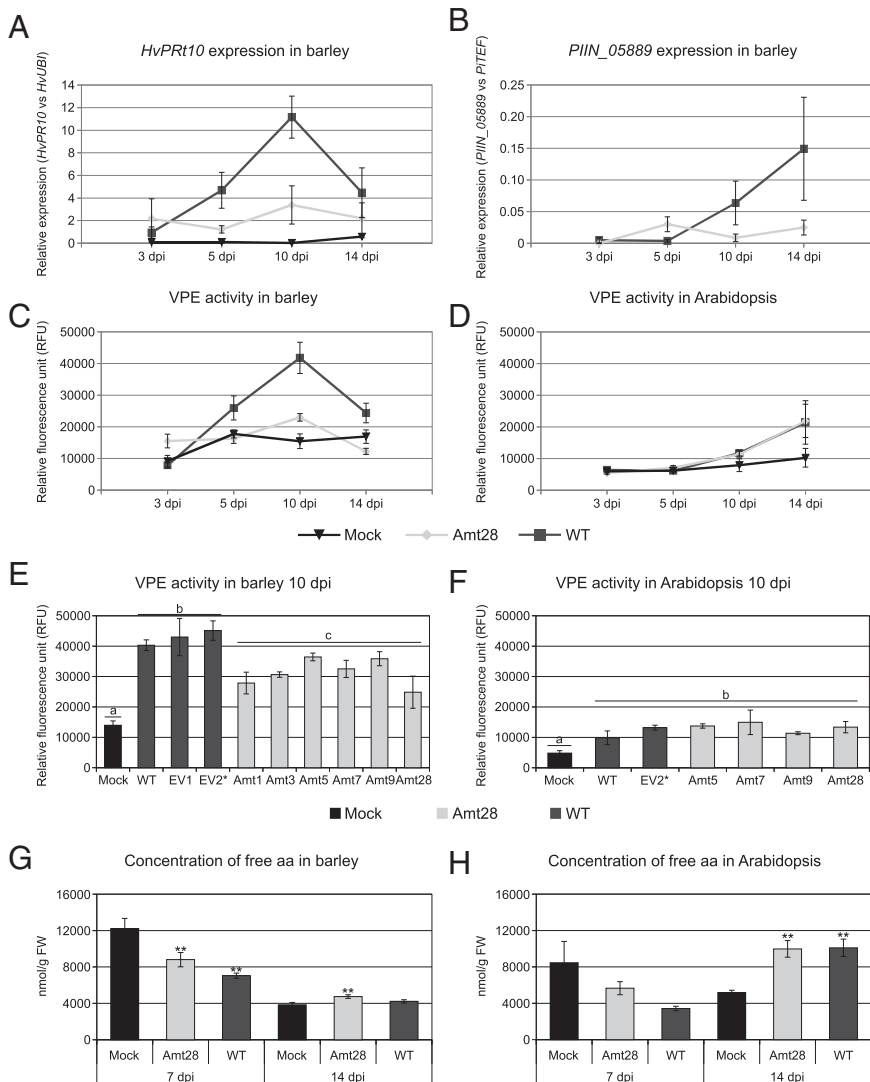 A
HvPRt10 expression in barley
Relative expression (HvPR10 vs HvUBI)
14
12
10
8
6
4
2
0
3 dpi 5 dpi 10 dpi 14 dpi
B
PIIN_05889 expression in barley
Relative expression (PIIN_05889 vs PiTEF)
0.25
0.20
0.15
0.10
0.05
0
3 dpi 5 dpi 10 dpi 14 dpi
C
VPE activity in barley
Relative fluorescence unit (RFU)
50000
40000
30000
20000
10000
0
3 dpi 5 dpi 10 dpi 14 dpi
D
VPE activity in Arabidopsis
Relative fluorescence unit (RFU)
50000
40000
30000
20000
10000
0
3 dpi 5 dpi 10 dpi 14 dpi
Mock Amt28 WT
E
VPE activity in barley 10 dpi
Relative fluorescence unit (RFU)
50000
40000
30000
20000
10000
0
a
b
c
Mock WT EV1 EV2* Amt1 Amt3 Amt5 Amt7 Amt9 Amt28
F
VPE activity in Arabidopsis 10 dpi
Relative fluorescence unit (RFU)
50000
40000
30000
20000
10000
0
a
b
Mock WT EV2* Amt5 Amt7 Amt9 Amt28
Mock Amt28 WT
G
Concentration of free aa in barley
nmol/g FW
16000
12000
8000
4000
0
**
**
**
Mock Amt28 WT Mock Amt28 WT
7 dpi 14 dpi
H
Concentration of free aa in Arabidopsis
nmol/g FW
16000
12000
8000
4000
0
**
**
Mock Amt28 WT Mock Amt28 WT
7 dpi 14 dpi